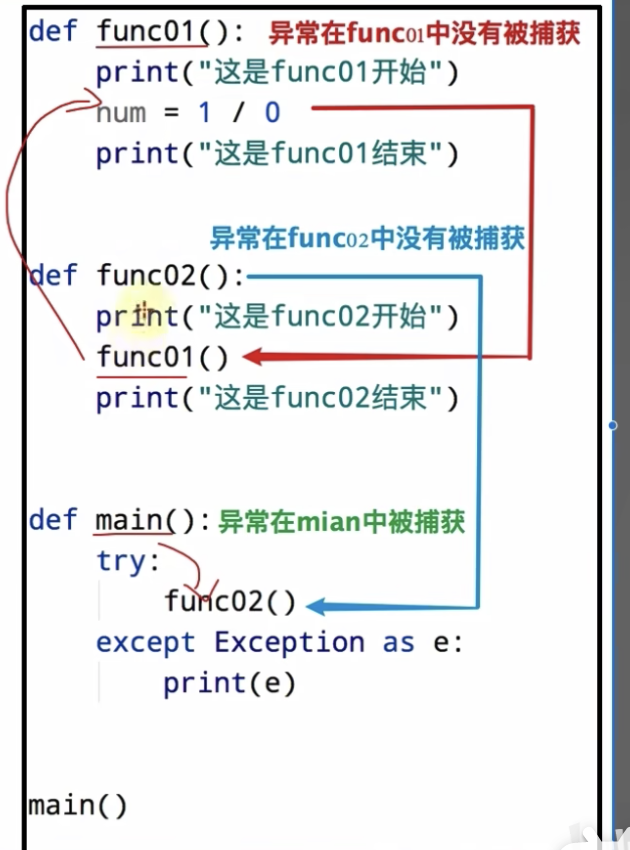 def func01(): 异常在func01中没有被捕获
print("这是func01开始")
num = 1 / 0
print("这是func01结束")
异常在func02中没有被捕获
def func02():
print("这是func02开始")
func01()
print("这是func02结束")
def main(): 异常在mian中被捕获
try:
func02()
except Exception as e:
print(e)
main()